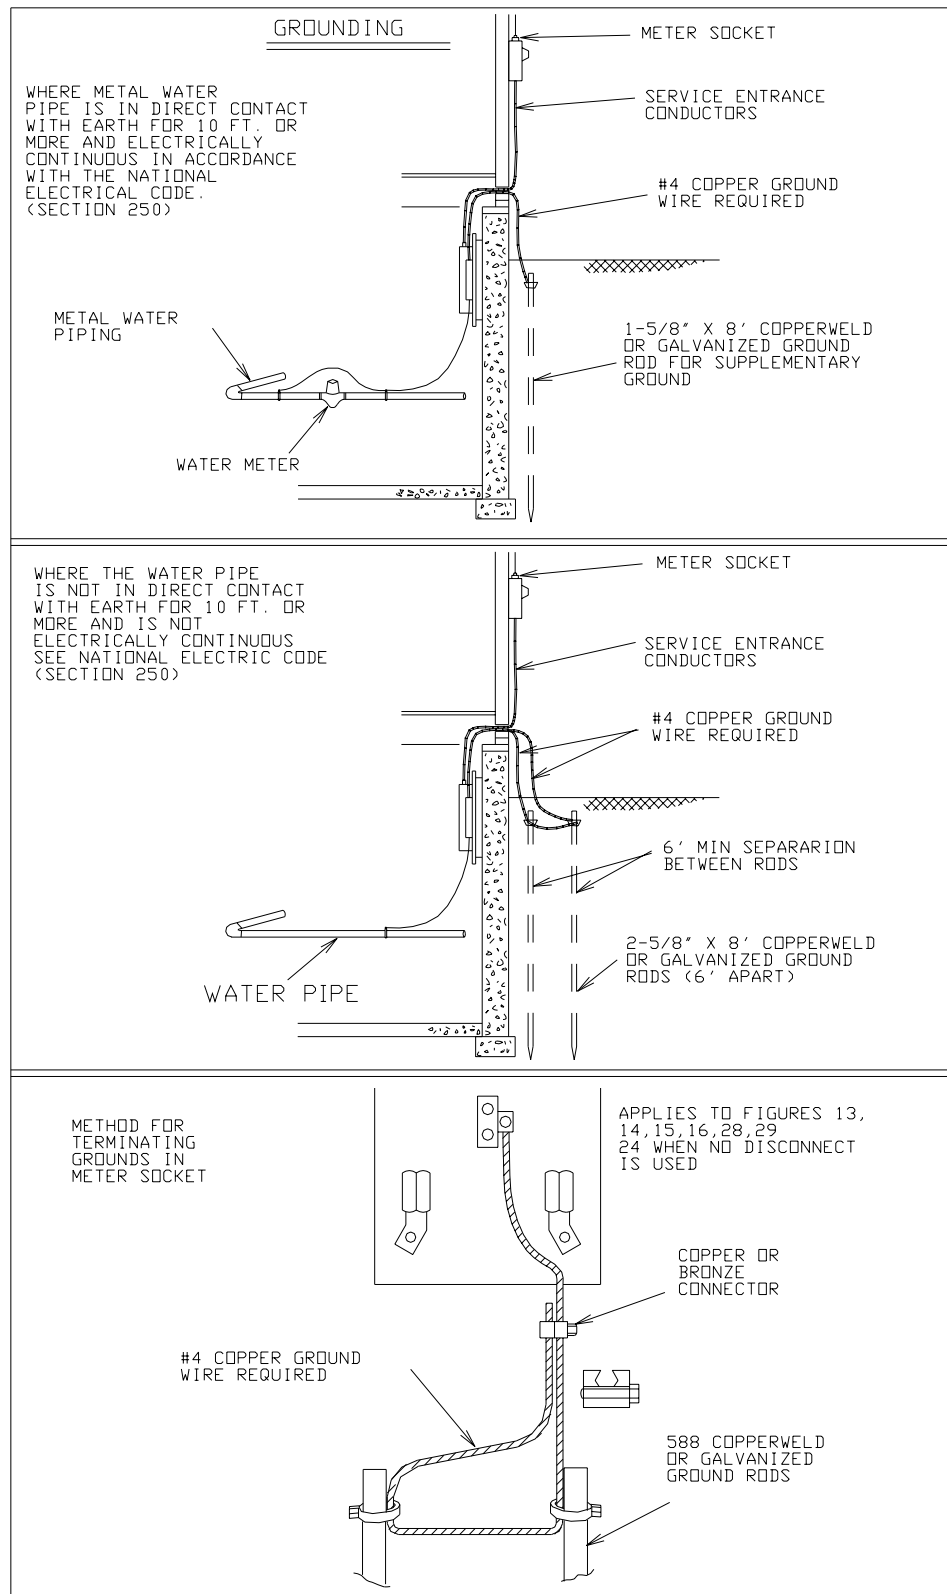 GROUNDING
METER SOCKET
WHERE METAL WATER
PIPE IS IN DIRECT CONTACT
WITH EARTH FOR 10 FT. OR
MORE AND ELECTRICALLY
CONTINUOUS IN ACCORDANCE
WITH THE NATIONAL
ELECTRICAL CODE.
(SECTION 250)
SERVICE ENTRANCE
CONDUCTORS
#4 COPPER GROUND
WIRE REQUIRED
METAL WATER
PIPING
1-5/8" X 8' COPPERWELD
OR GALVANIZED GROUND
ROD FOR SUPPLEMENTARY
GROUND
WATER METER
WHERE THE WATER PIPE
IS NOT IN DIRECT CONTACT
WITH EARTH FOR 10 FT. OR
MORE AND IS NOT
ELECTRICALLY CONTINUOUS
SEE NATIONAL ELECTRIC CODE
(SECTION 250)
METER SOCKET
SERVICE ENTRANCE
CONDUCTORS
#4 COPPER GROUND
WIRE REQUIRED
6' MIN SEPARARION
BETWEEN RODS
2-5/8" X 8' COPPERWELD
OR GALVANIZED GROUND
RODS (6' APART)
WATER PIPE
METHOD FOR
TERMINATING
GROUNDS IN
METER SOCKET
APPLIES TO FIGURES 13,
14,15,16,28,29
24 WHEN NO DISCONNECT
IS USED
COPPER OR
BRONZE
CONNECTOR
#4 COPPER GROUND
WIRE REQUIRED
588 COPPERWELD
OR GALVANIZED
GROUND RODS